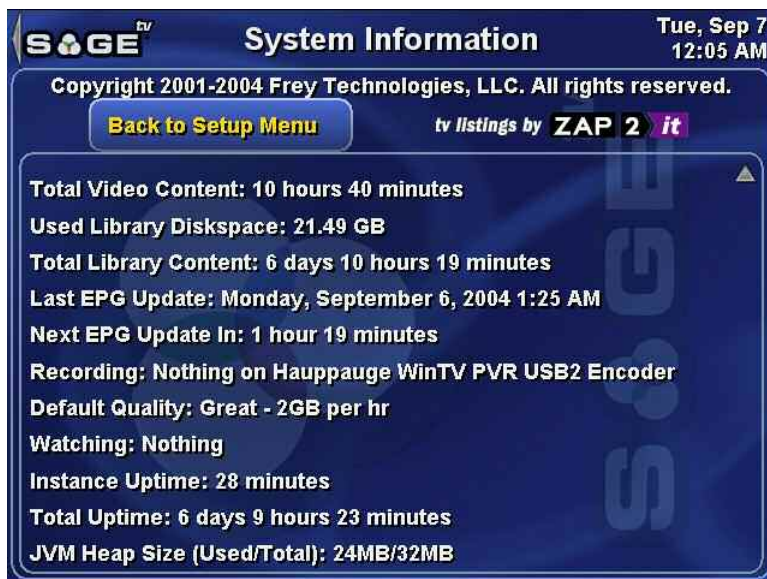 SAGE tv
System Information
Tue, Sep 7
12:05 AM
Copyright 2001-2004 Frey Technologies, LLC. All rights reserved.
Back to Setup Menu
tv listings by ZAP 2 it
Total Video Content: 10 hours 40 minutes
Used Library Diskspace: 21.49 GB
Total Library Content: 6 days 10 hours 19 minutes
Last EPG Update: Monday, September 6, 2004 1:25 AM
Next EPG Update In: 1 hour 19 minutes
Recording: Nothing on Hauppauge WinTV PVR USB2 Encoder
Default Quality: Great - 2GB per hr
Watching: Nothing
Instance Uptime: 28 minutes
Total Uptime: 6 days 9 hours 23 minutes
JVM Heap Size (Used/Total): 24MB/32MB
SAGE tv